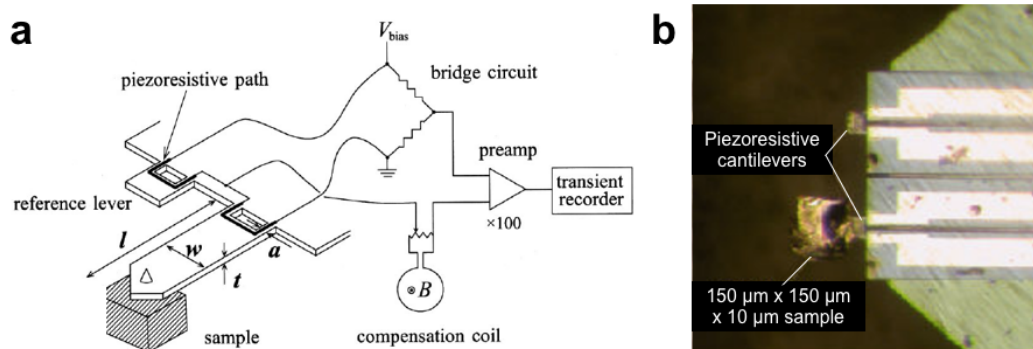 a
V_bias
piezoresistive path
bridge circuit
preamp
reference lever
transient
recorder
×100
l
w
a
t
B
sample
compensation coil
b
Piezoresistive
cantilevers
150 µm x 150 µm
x 10 µm sample